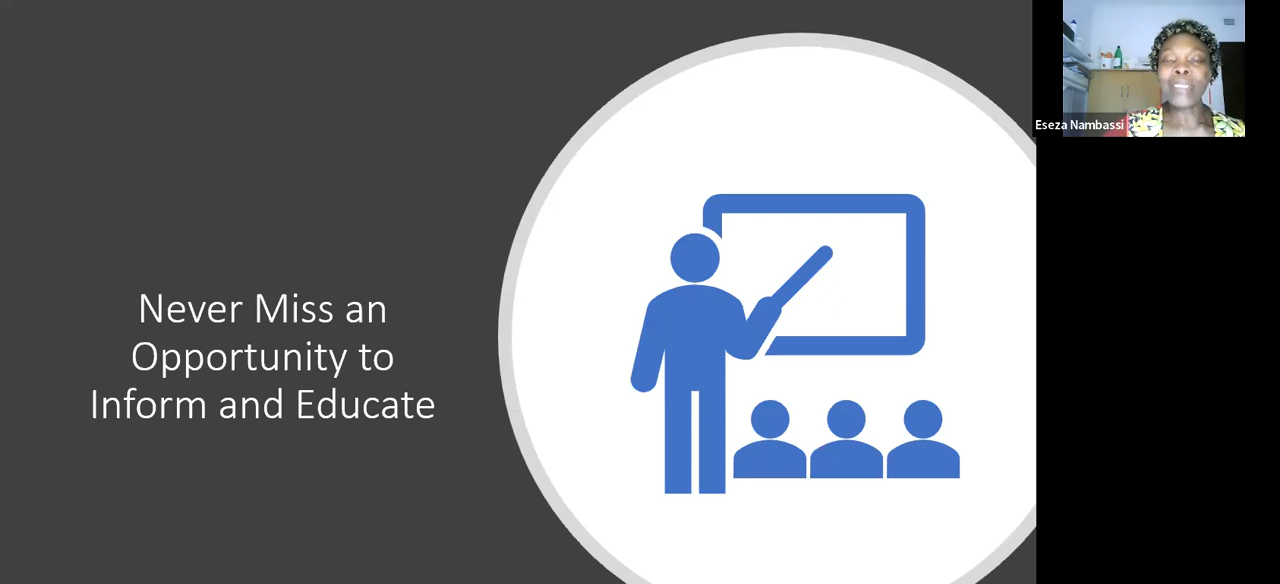 Never Miss an
Opportunity to
Inform and Educate
Eseza Nambassi